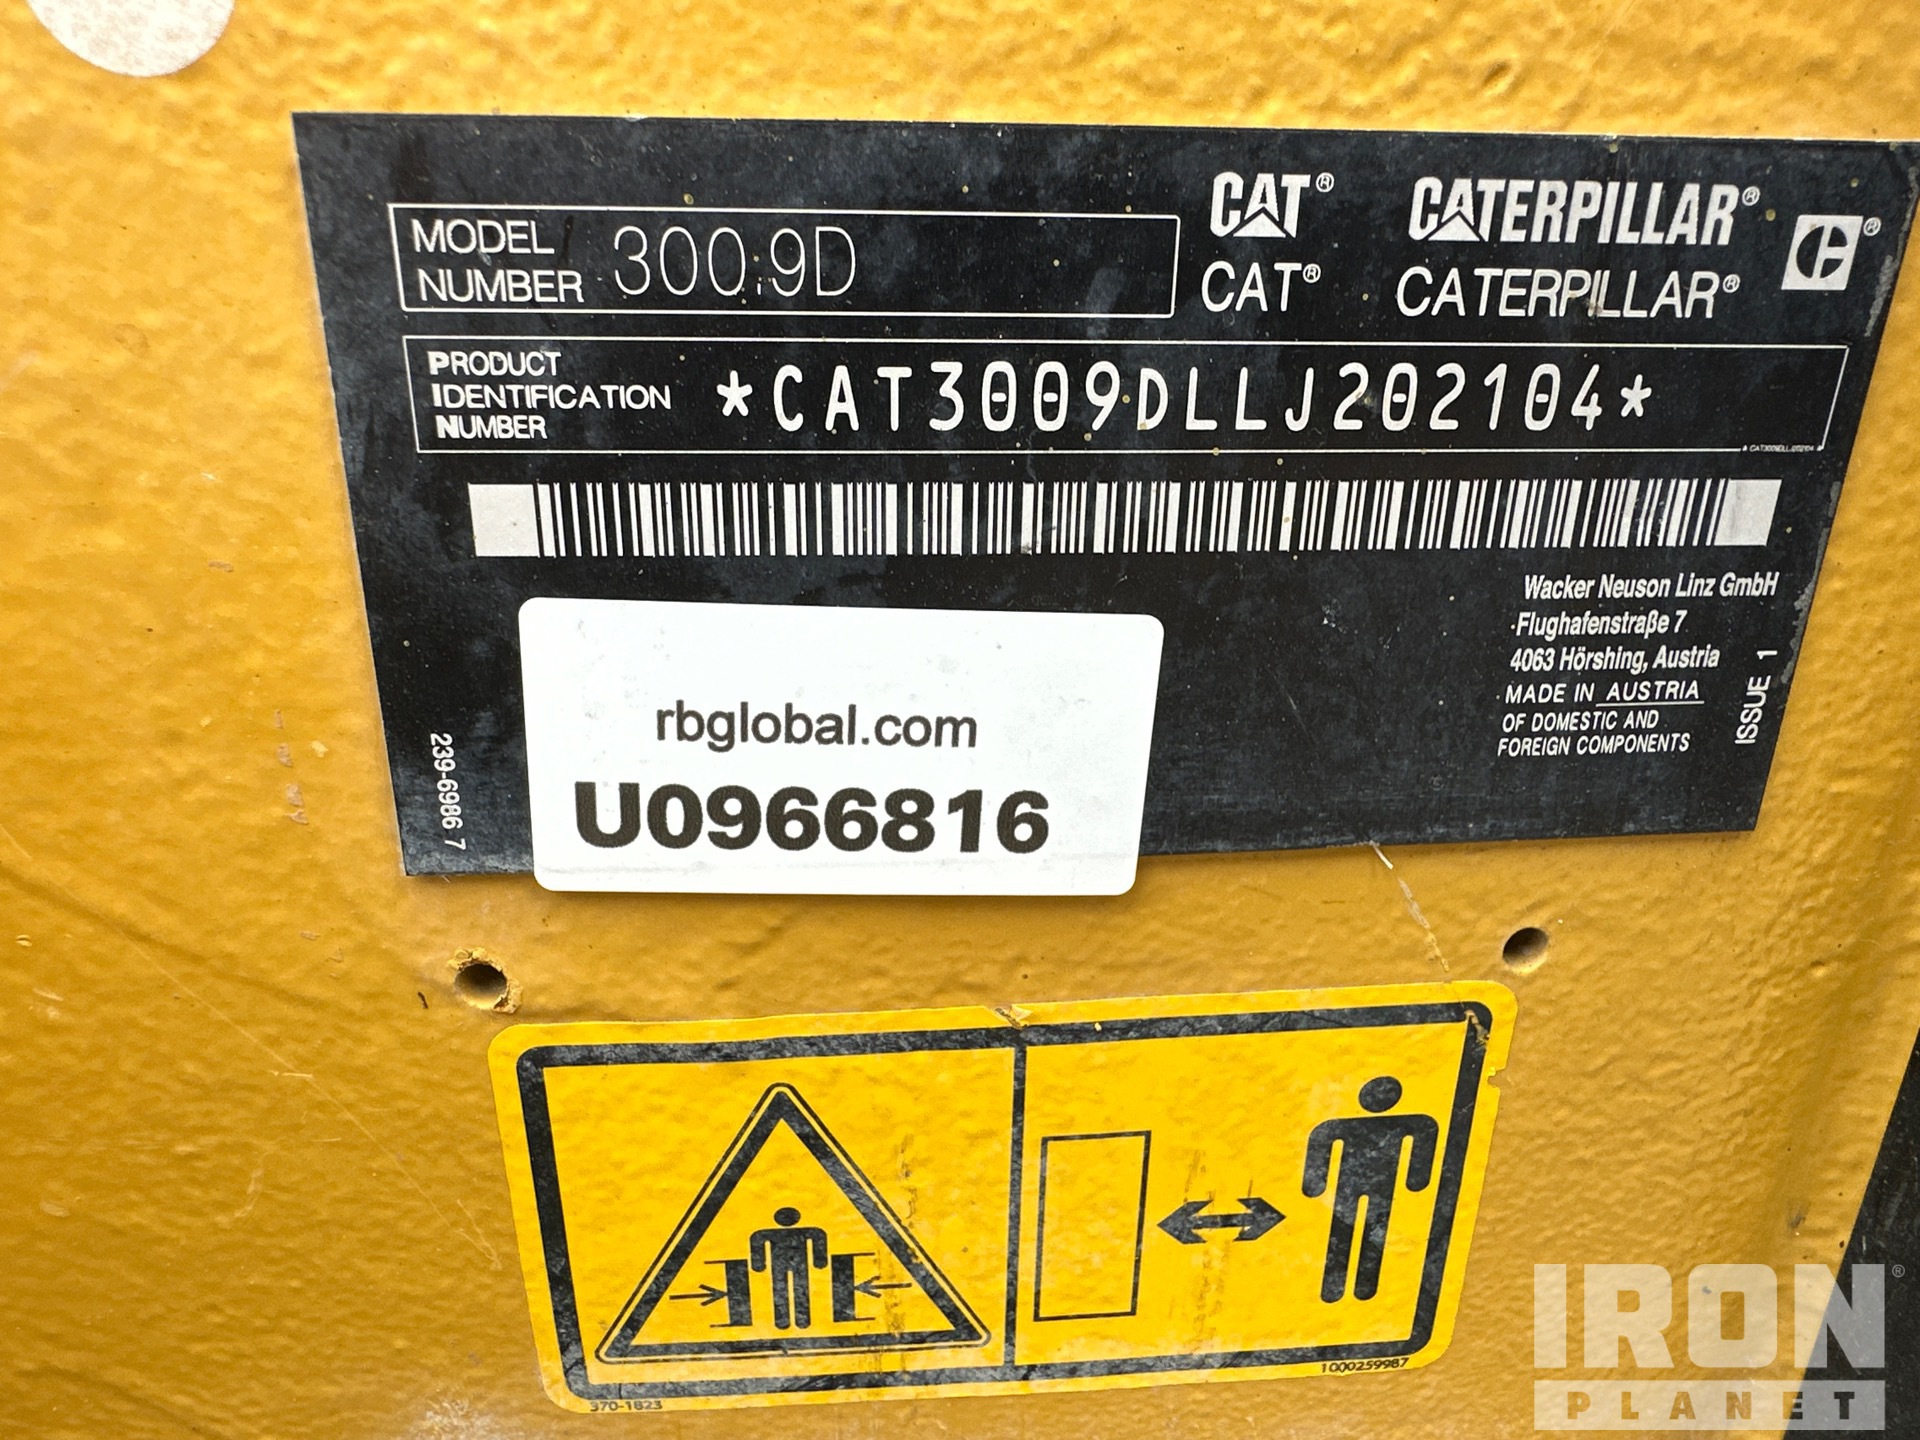 MODEL
NUMBER
300.9D
CAT® CATERPILLAR® ®
CAT® CATERPILLAR®
PRODUCT
IDENTIFICATION
NUMBER
*CAT3009DLLJ202104*
* CAT3009DLLJ202104 *
Wacker Neuson Linz GmbH
Flughafenstraße 7
4063 Hörshing, Austria
MADE IN AUSTRIA
OF DOMESTIC AND
FOREIGN COMPONENTS
ISSUE 1
239-6986 7
rbglobal.com
U0966816
370-1823
1000259987
IRON®
PLANET